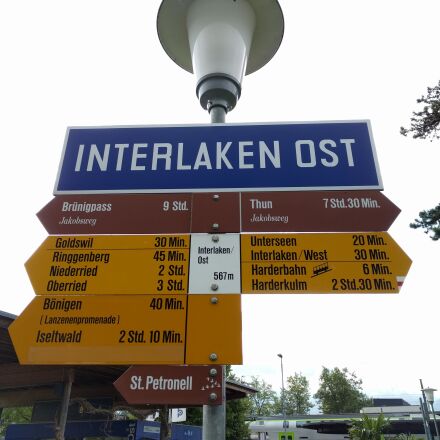 INTERLAKEN OST
Brünigpass 9 Std.
Jakobsweg
Thun 7 Std. 30 Min.
Jakobsweg
Goldswil 30 Min.
Ringgenberg 45 Min.
Niederried 2 Std.
Oberried 3 Std.
Interlaken/
Ost
567m
Unterseen 20 Min.
Interlaken/West 30 Min.
Harderbahn 6 Min.
Harderkulm 2 Std. 30 Min.
Bönigen 40 Min.
(Lanzenenpromenade)
Iseltwald 2 Std. 10 Min.
St. Petronell